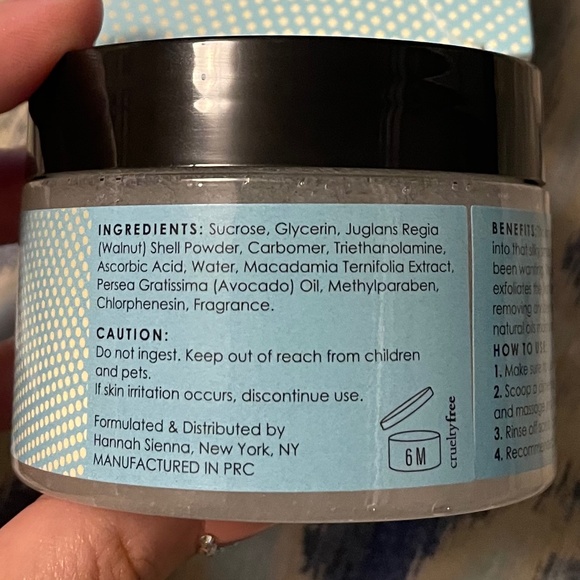 INGREDIENTS: Sucrose, Glycerin, Juglans Regia
(Walnut) Shell Powder, Carbomer, Triethanolamine,
Ascorbic Acid, Water, Macadamia Ternifolia Extract,
Persea Gratissima (Avocado) Oil, Methylparaben,
Chlorphenesin, Fragrance.
CAUTION:
Do not ingest. Keep out of reach from children
and pets.
If skin irritation occurs, discontinue use.
Formulated & Distributed by
Hannah Sienna, New York, NY
MANUFACTURED IN PRC
6M
crueltyfree
BENEFITS:
into that
been
exfoliates
removing
natural oils
HOW TO USE
1. Make
2. Scoop
and massage
3. Rinse off
4.